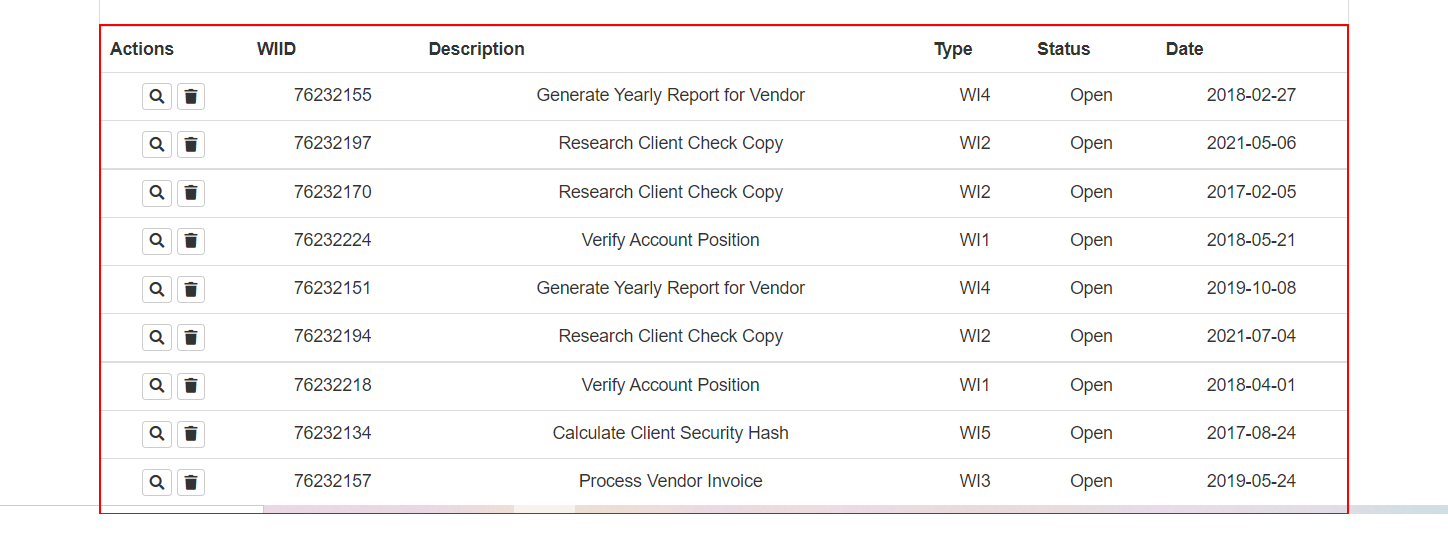 Actions WIID Description Type Status Date
76232155 Generate Yearly Report for Vendor WI4 Open 2018-02-27
76232197 Research Client Check Copy WI2 Open 2021-05-06
76232170 Research Client Check Copy WI2 Open 2017-02-05
76232224 Verify Account Position WI1 Open 2018-05-21
76232151 Generate Yearly Report for Vendor WI4 Open 2019-10-08
76232194 Research Client Check Copy WI2 Open 2021-07-04
76232218 Verify Account Position WI1 Open 2018-04-01
76232134 Calculate Client Security Hash WI5 Open 2017-08-24
76232157 Process Vendor Invoice WI3 Open 2019-05-24